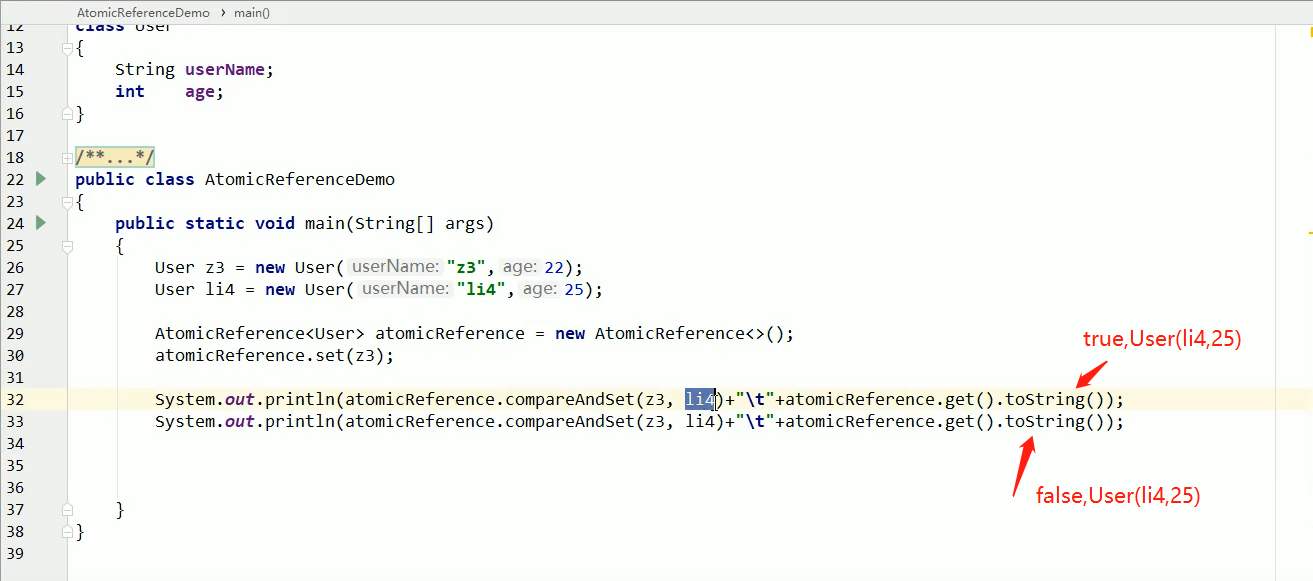 AtomicReferenceDemo › main()
12 class User
13 {
14 String userName;
15 int age;
16 }
17
18 /**...*/
22 public class AtomicReferenceDemo
23 {
24 public static void main(String[] args)
25 {
26 User z3 = new User( userName: "z3", age: 22);
27 User li4 = new User( userName: "li4", age: 25);
28
29 AtomicReference<User> atomicReference = new AtomicReference<>();
30 atomicReference.set(z3);
true,User(li4,25)
31
32 System.out.println(atomicReference.compareAndSet(z3, li4)+"\t"+atomicReference.get().toString());
33 System.out.println(atomicReference.compareAndSet(z3, li4)+"\t"+atomicReference.get().toString());
34
35
36
false,User(li4,25)
37 }
38 }
39